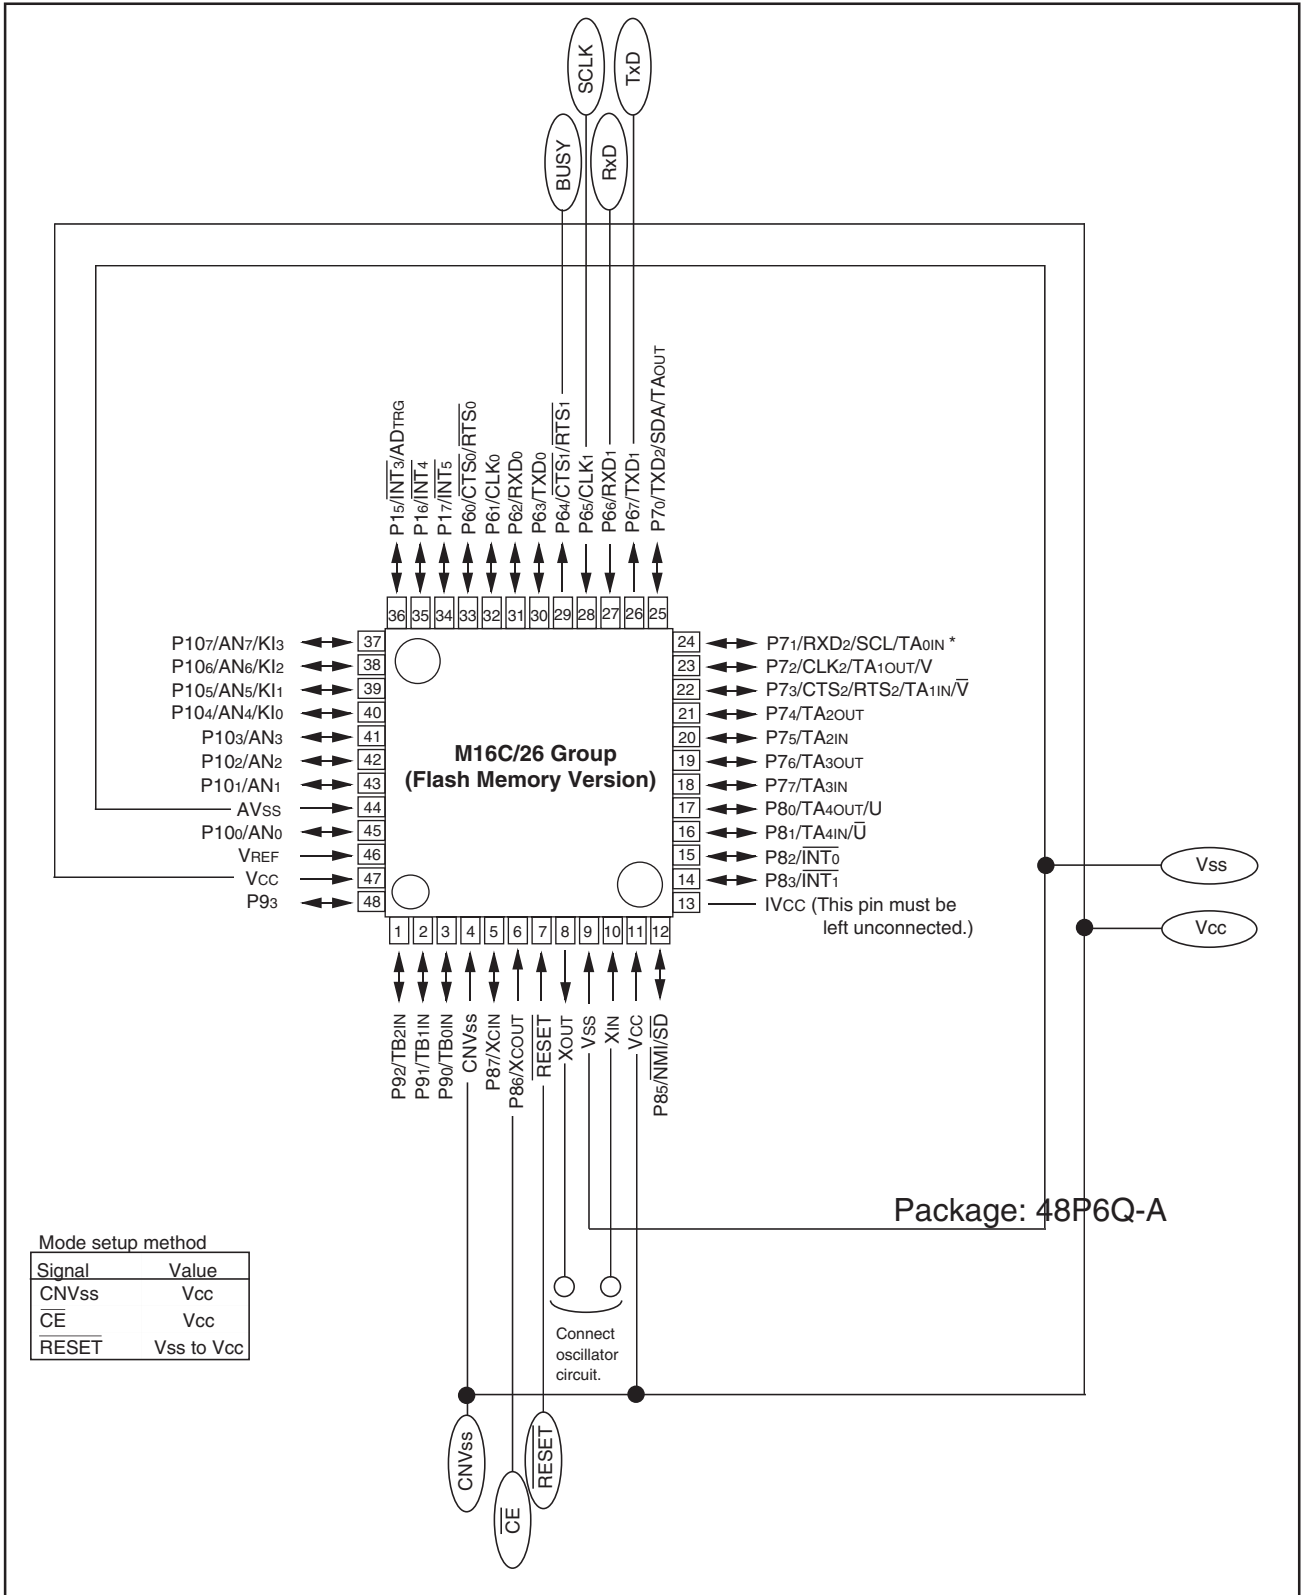 SCLK
TxD
BUSY
RxD
P15/INT3/ADTRG
P16/INT4
P17/INT5
P60/CTS0/RTS0
P61/CLK0
P62/RXD0
P63/TXD0
P64/CTS1/RTS1
P65/CLK1
P66/RXD1
P67/TXD1
P70/TXD2/SDA/TAOUT
36 35 34 33 32 31 30 29 28 27 26 25
P107/AN7/KI3 37
P106/AN6/KI2 38
P105/AN5/KI1 39
P104/AN4/KI0 40
P103/AN3 41
P102/AN2 42
P101/AN1 43
AVSS 44
P100/AN0 45
VREF 46
VCC 47
P93 48
M16C/26 Group
(Flash Memory Version)
24 P71/RXD2/SCL/TA0IN *
23 P72/CLK2/TA1OUT/V
22 P73/CTS2/RTS2/TA1IN/V̅
21 P74/TA2OUT
20 P75/TA2IN
19 P76/TA3OUT
18 P77/TA3IN
17 P80/TA4OUT/U
16 P81/TA4IN/U̅
15 P82/INT0
14 P83/INT1
13 IVCC (This pin must be
left unconnected.)
Vss
Vcc
1 2 3 4 5 6 7 8 9 10 11 12
P92/TB2IN
P91/TB1IN
P90/TB0IN
CNVss
P87/XCIN
P86/XCOUT
RESET
XOUT
VSS
XIN
VCC
P85/NMI/SD
Package: 48P6Q-A
Mode setup method
Signal Value
CNVss Vcc
CE Vcc
RESET Vss to Vcc
Connect
oscillator
circuit.
CNVss
CE
RESET